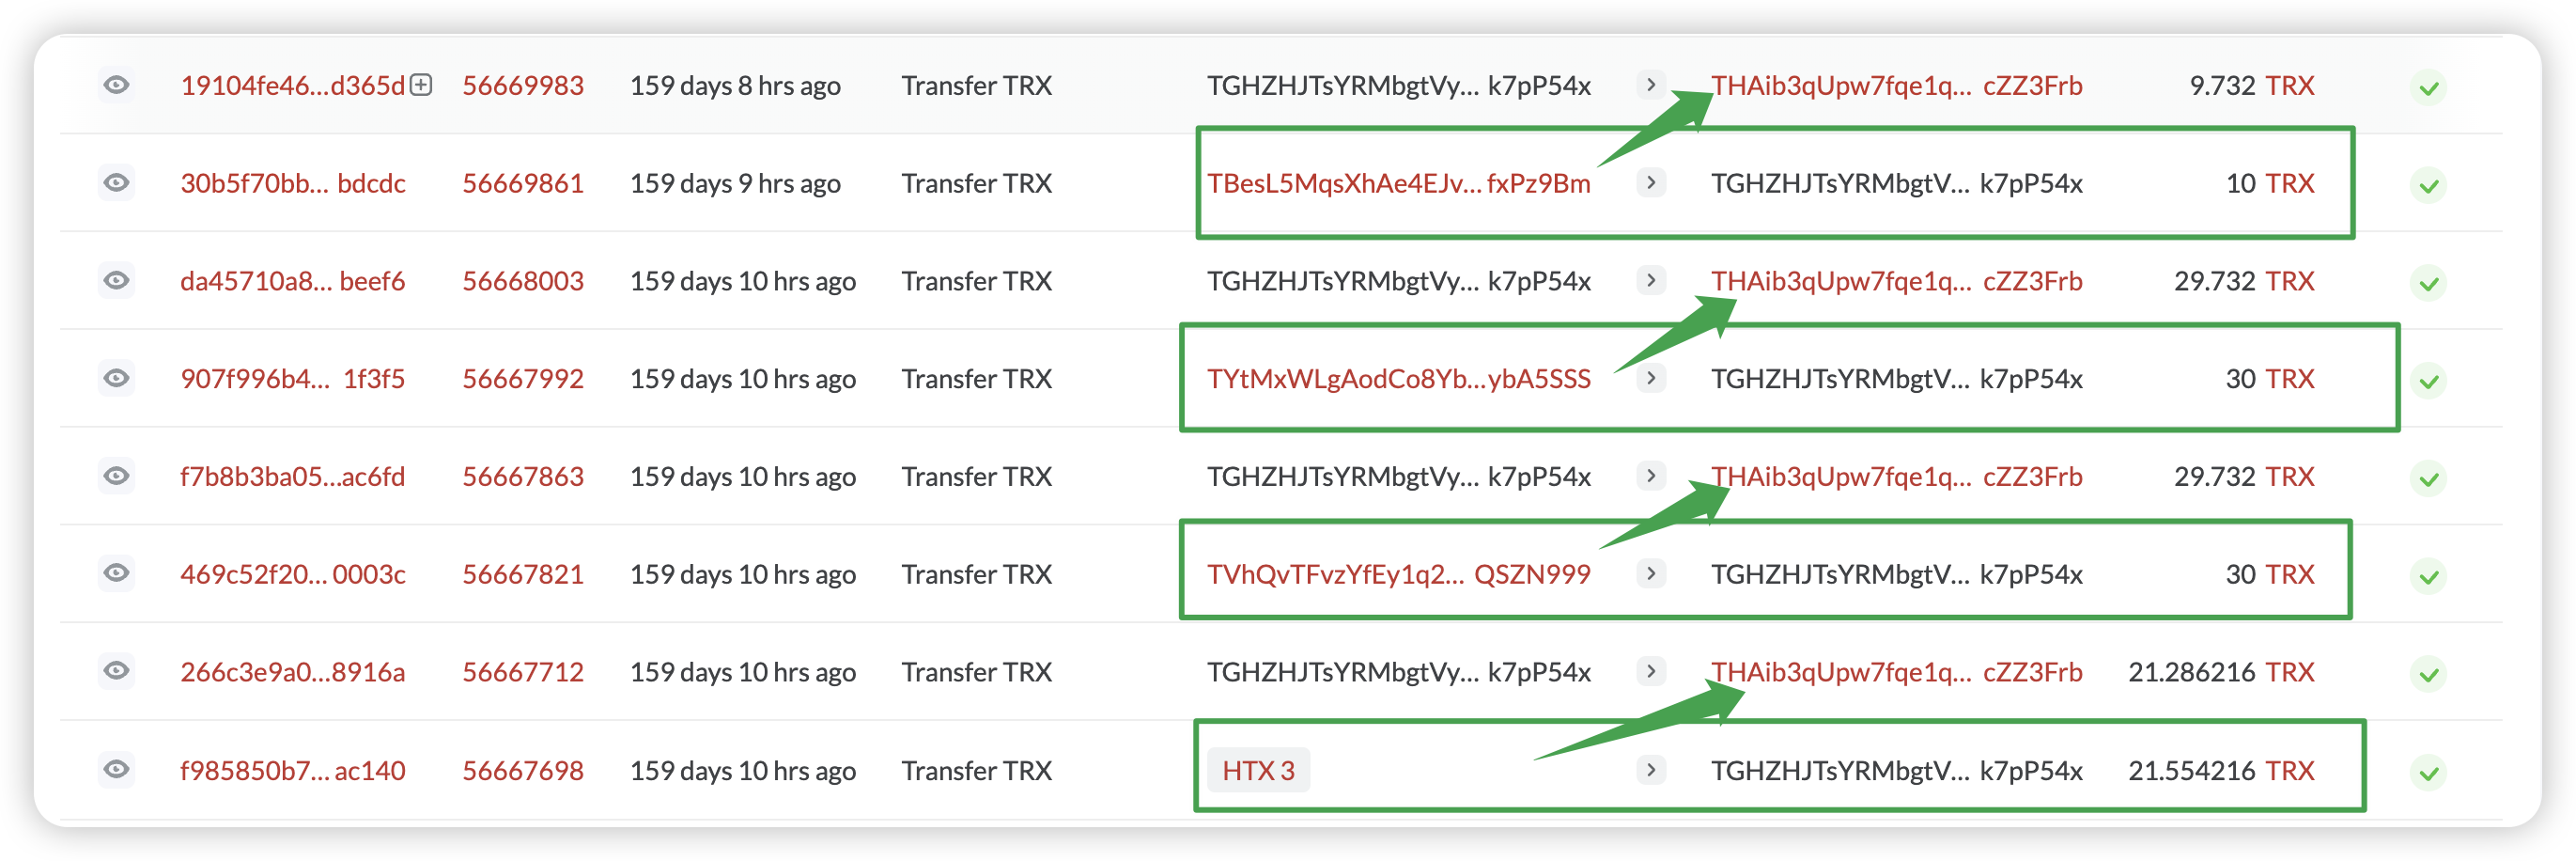 19104fe46...d365d 56669983 159 days 8 hrs ago Transfer TRX TGHZHJTsYRMbgtVy... k7pP54x THAib3qUpw7fqe1q... cZZ3Frb 9.732 TRX
30b5f70bb... bdcdc 56669861 159 days 9 hrs ago Transfer TRX TBesL5MqsXhAe4EJv... fxPz9Bm TGHZHJTsYRMbgtV... k7pP54x 10 TRX
da45710a8... beef6 56668003 159 days 10 hrs ago Transfer TRX TGHZHJTsYRMbgtVy... k7pP54x THAib3qUpw7fqe1q... cZZ3Frb 29.732 TRX
907f996b4... 1f3f5 56667992 159 days 10 hrs ago Transfer TRX TYtMxWLgAodCo8Yb...ybA5SSS TGHZHJTsYRMbgtV... k7pP54x 30 TRX
f7b8b3ba05...ac6fd 56667863 159 days 10 hrs ago Transfer TRX TGHZHJTsYRMbgtVy... k7pP54x THAib3qUpw7fqe1q... cZZ3Frb 29.732 TRX
469c52f20... 0003c 56667821 159 days 10 hrs ago Transfer TRX TVhQvTFvzYfEy1q2... QSZN999 TGHZHJTsYRMbgtV... k7pP54x 30 TRX
266c3e9a0...8916a 56667712 159 days 10 hrs ago Transfer TRX TGHZHJTsYRMbgtVy... k7pP54x THAib3qUpw7fqe1q... cZZ3Frb 21.286216 TRX
f985850b7... ac140 56667698 159 days 10 hrs ago Transfer TRX HTX 3 TGHZHJTsYRMbgtV... k7pP54x 21.554216 TRX